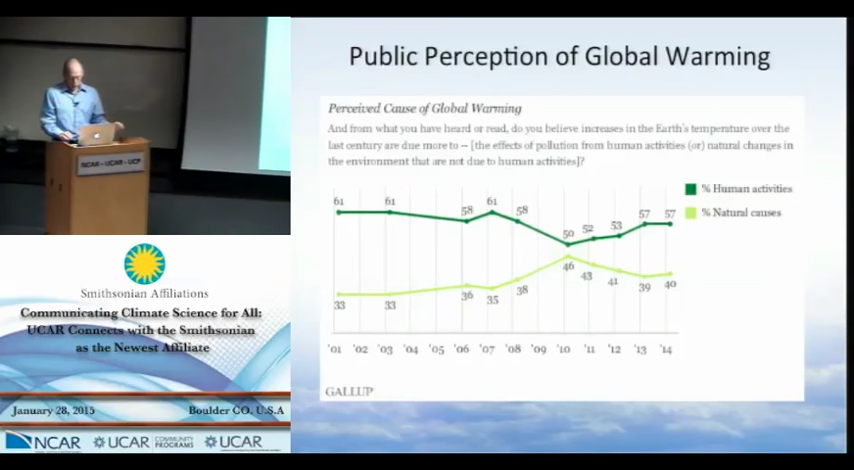 Public Perception of Global Warming
Perceived Cause of Global Warming
And from what you have heard or read, do you believe increases in the Earth's temperature over the
last century are due more to -- [the effects of pollution from human activities (or) natural changes in
the environment that are not due to human activities]?
% Human activities
% Natural causes
61 61 58 61 58 50 52 53 57 57
33 33 36 35 38 46 43 41 39 40
'01 '02 '03 '04 '05 '06 '07 '08 '09 '10 '11 '12 '13 '14
GALLUP
NCAR - UCAR - UCP
Smithsonian Affiliations
Communicating Climate Science for All:
UCAR Connects with the Smithsonian
as the Newest Affiliate
January 28, 2015 Boulder CO, U.S.A
NCAR UCAR COMMUNITY PROGRAMS UCAR